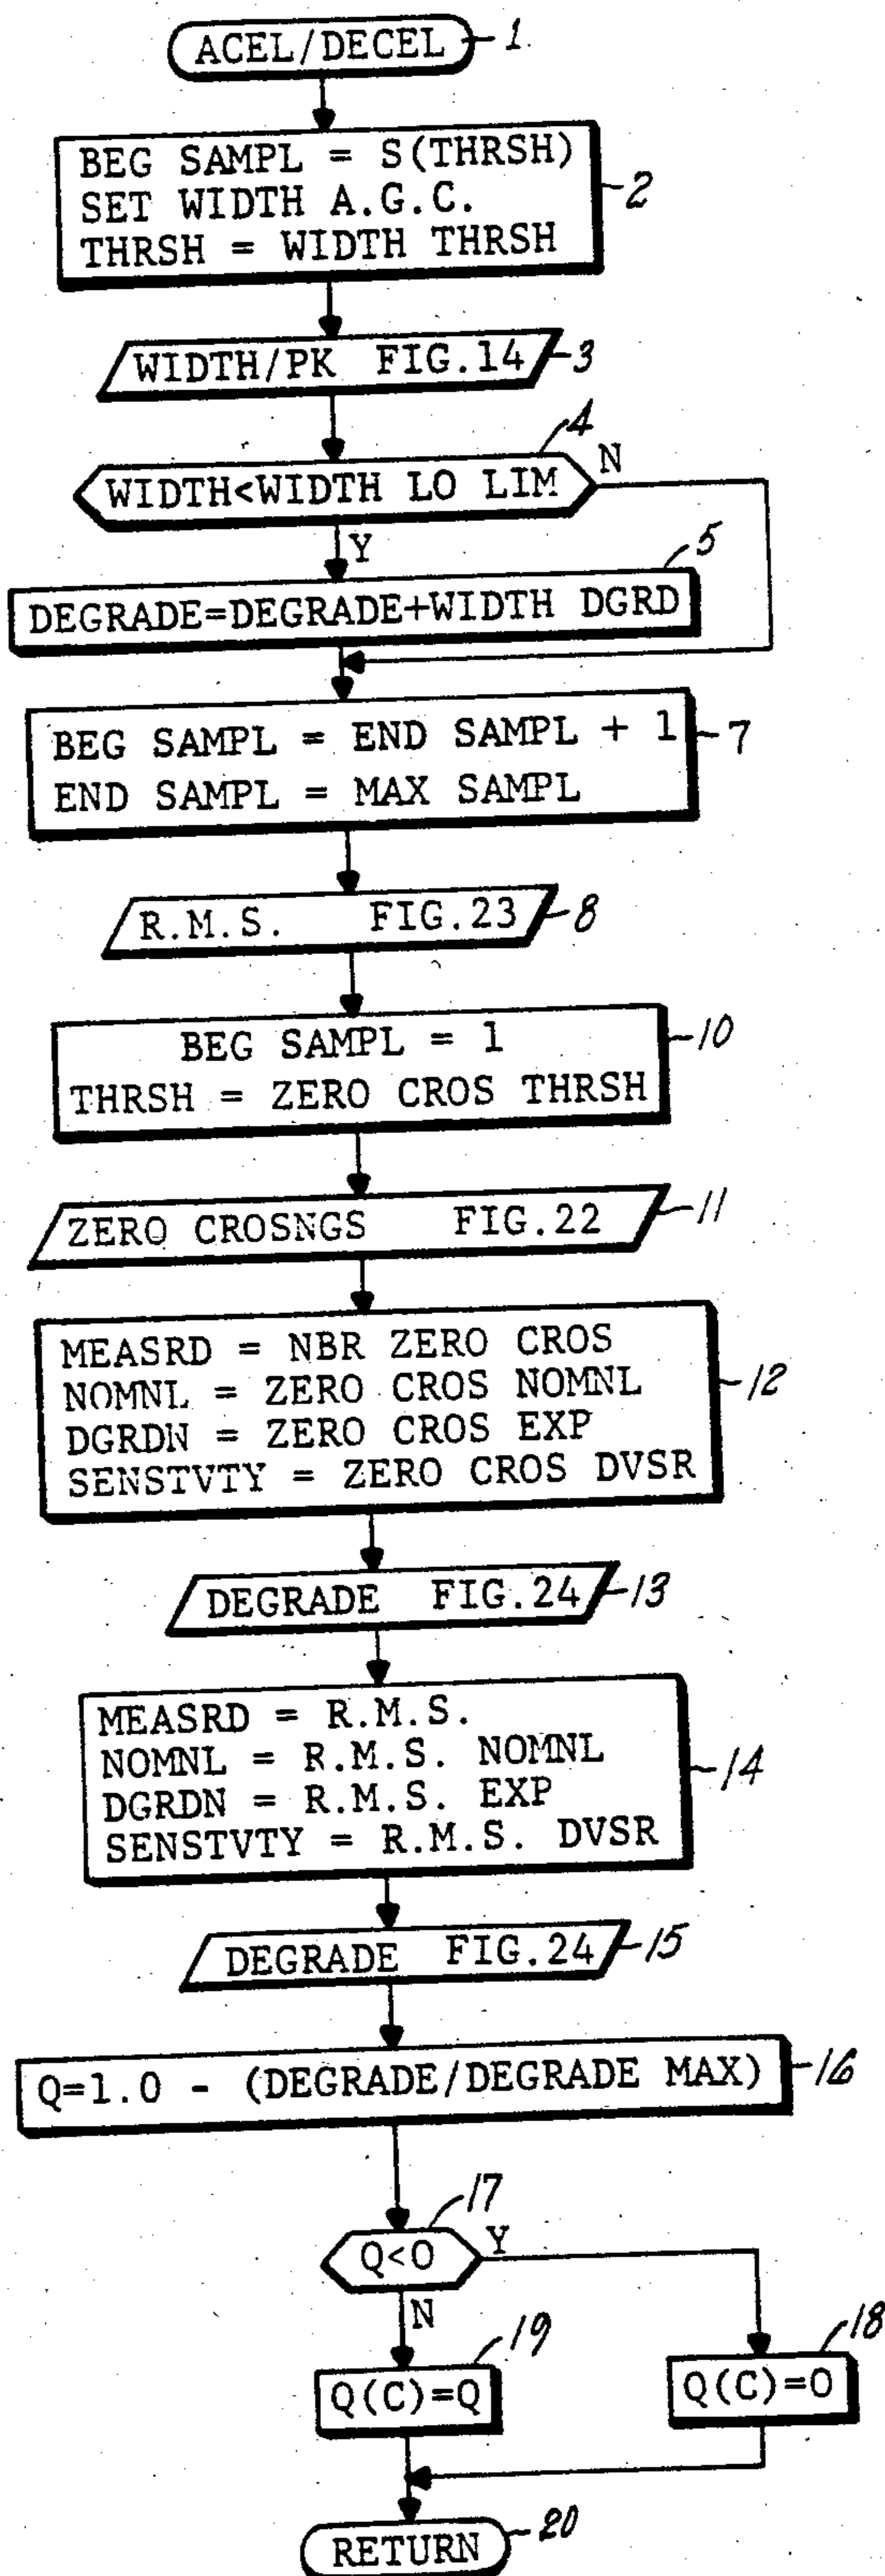 ACEL/DECEL 1.
BEG SAMPL = S(THRSH)
SET WIDTH A.G.C. 2
THRSH = WIDTH THRSH
WIDTH/PK FIG.14 3
4
WIDTH<WIDTH LO LIM N
Y
5
DEGRADE=DEGRADE+WIDTH DGRD
BEG SAMPL = END SAMPL + 1 7
END SAMPL = MAX SAMPL
R.M.S. FIG.23 8
BEG SAMPL = 1 10
THRSH = ZERO CROS THRSH
ZERO CROSNGS FIG.22 11
MEASRD = NBR ZERO CROS
NOMNL = ZERO CROS NOMNL 12
DGRDN = ZERO CROS EXP
SENSTVTY = ZERO CROS DVSR
DEGRADE FIG.24 13
MEASRD = R.M.S.
NOMNL = R.M.S. NOMNL 14
DGRDN = R.M.S. EXP
SENSTVTY = R.M.S. DVSR
DEGRADE FIG.24 15
Q=1.0 - (DEGRADE/DEGRADE MAX) 16
17
Q<0 Y
N
19 18
Q(C)=Q Q(C)=0
RETURN 20